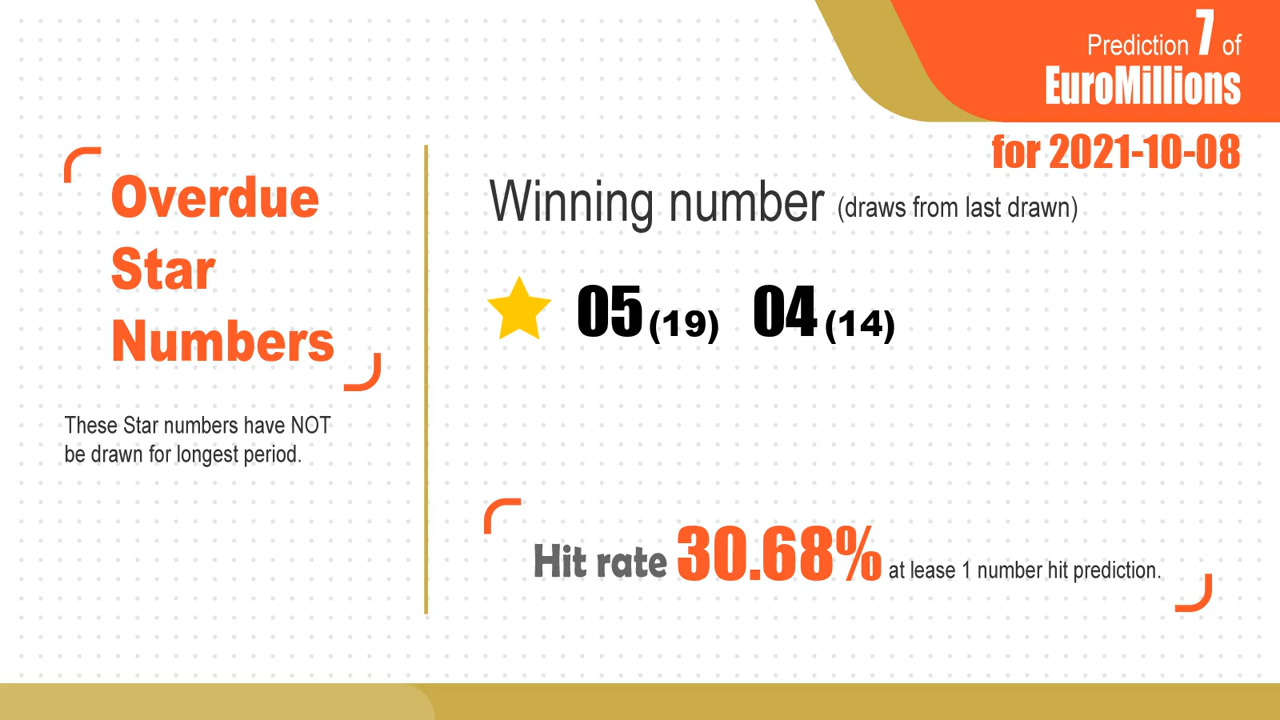 Prediction 7 of
EuroMillions
for 2021-10-08
Overdue
Star
Numbers
These Star numbers have NOT
be drawn for longest period.
Winning number (draws from last drawn)
05 (19) 04 (14)
Hit rate 30.68% at lease 1 number hit prediction.